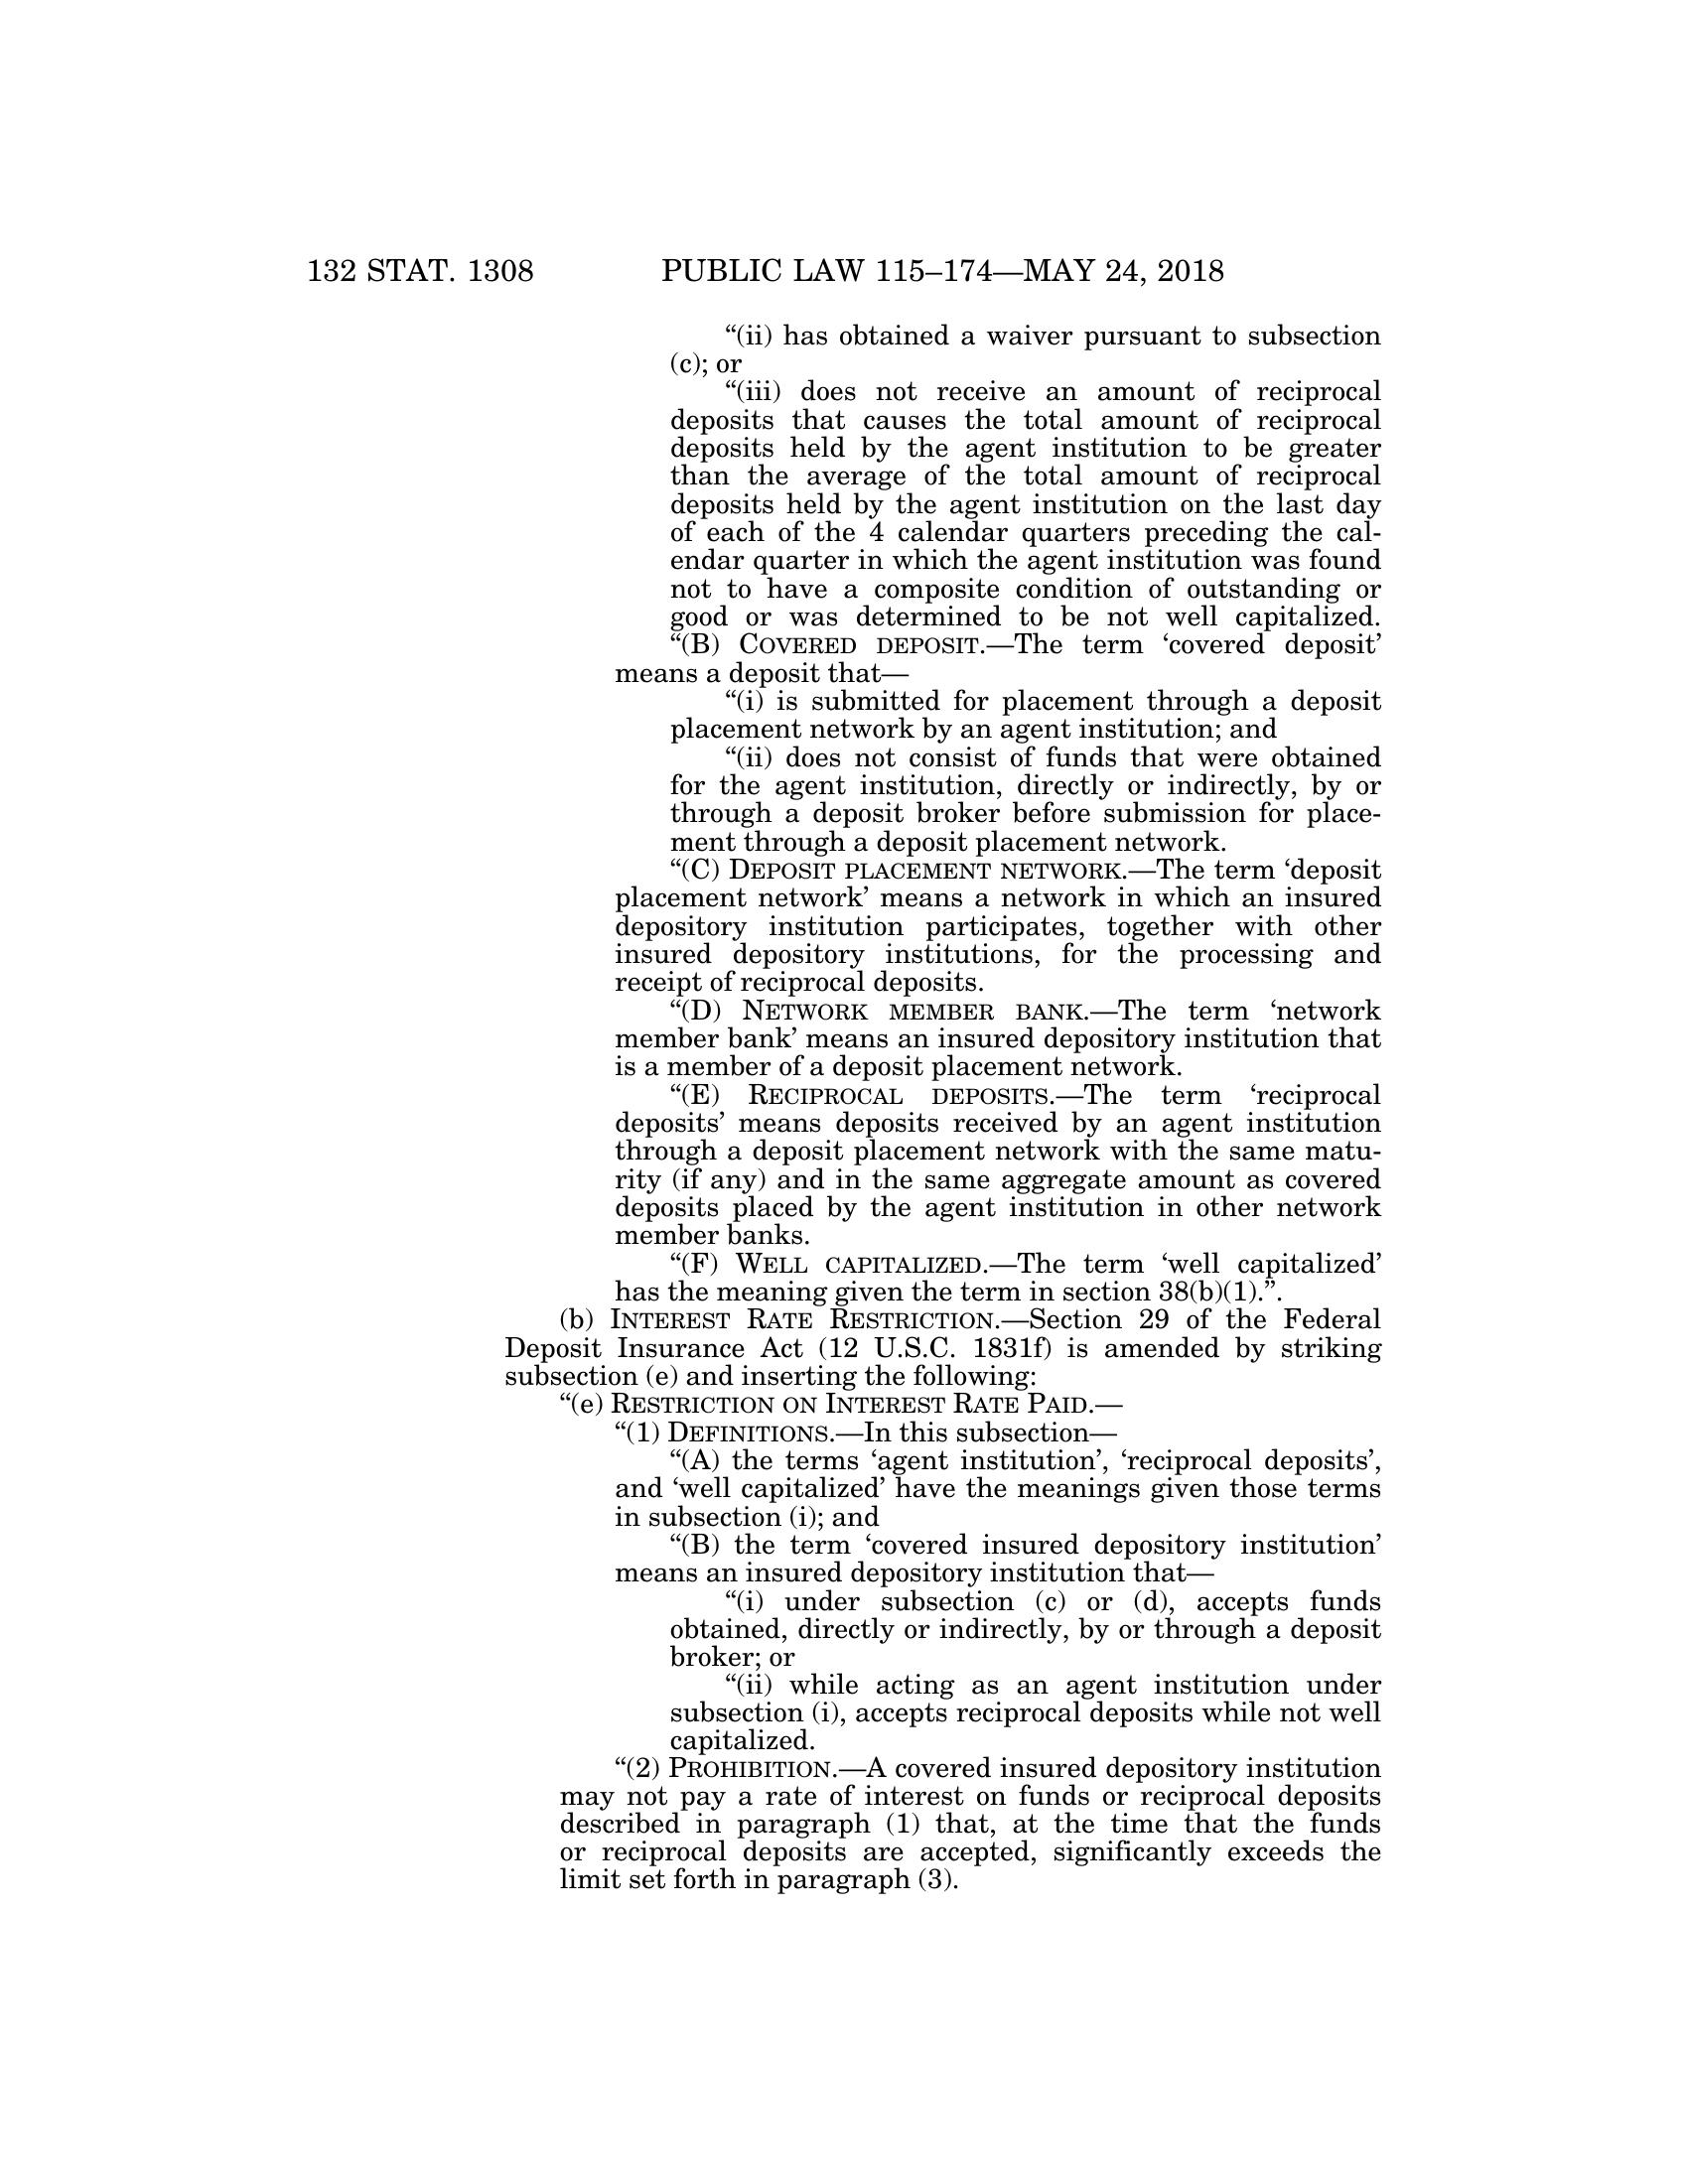 132 STAT. 1308
PUBLIC LAW 115–174—MAY 24, 2018
“(ii) has obtained a waiver pursuant to subsection
(c); or
“(iii) does not receive an amount of reciprocal
deposits that causes the total amount of reciprocal
deposits held by the agent institution to be greater
than the average of the total amount of reciprocal
deposits held by the agent institution on the last day
of each of the 4 calendar quarters preceding the cal-
endar quarter in which the agent institution was found
not to have a composite condition of outstanding or
good or was determined to be not well capitalized.
“(B) COVERED DEPOSIT.—The term ‘covered deposit’
means a deposit that—
“(i) is submitted for placement through a deposit
placement network by an agent institution; and
“(ii) does not consist of funds that were obtained
for the agent institution, directly or indirectly, by or
through a deposit broker before submission for place-
ment through a deposit placement network.
“(C) DEPOSIT PLACEMENT NETWORK.—The term ‘deposit
placement network’ means a network in which an insured
depository institution participates, together with other
insured depository institutions, for the processing and
receipt of reciprocal deposits.
“(D) NETWORK MEMBER BANK.—The term ‘network
member bank’ means an insured depository institution that
is a member of a deposit placement network.
“(E) RECIPROCAL DEPOSITS.—The term ‘reciprocal
deposits’ means deposits received by an agent institution
through a deposit placement network with the same matu-
rity (if any) and in the same aggregate amount as covered
deposits placed by the agent institution in other network
member banks.
“(F) WELL CAPITALIZED.—The term ‘well capitalized’
has the meaning given the term in section 38(b)(1).”.
(b) INTEREST RATE RESTRICTION.—Section 29 of the Federal
Deposit Insurance Act (12 U.S.C. 1831f) is amended by striking
subsection (e) and inserting the following:
“(e) RESTRICTION ON INTEREST RATE PAID.—
“(1) DEFINITIONS.—In this subsection—
“(A) the terms ‘agent institution’, ‘reciprocal deposits’,
and ‘well capitalized’ have the meanings given those terms
in subsection (i); and
“(B) the term ‘covered insured depository institution’
means an insured depository institution that—
“(i) under subsection (c) or (d), accepts funds
obtained, directly or indirectly, by or through a deposit
broker; or
“(ii) while acting as an agent institution under
subsection (i), accepts reciprocal deposits while not well
capitalized.
“(2) PROHIBITION.—A covered insured depository institution
may not pay a rate of interest on funds or reciprocal deposits
described in paragraph (1) that, at the time that the funds
or reciprocal deposits are accepted, significantly exceeds the
limit set forth in paragraph (3).